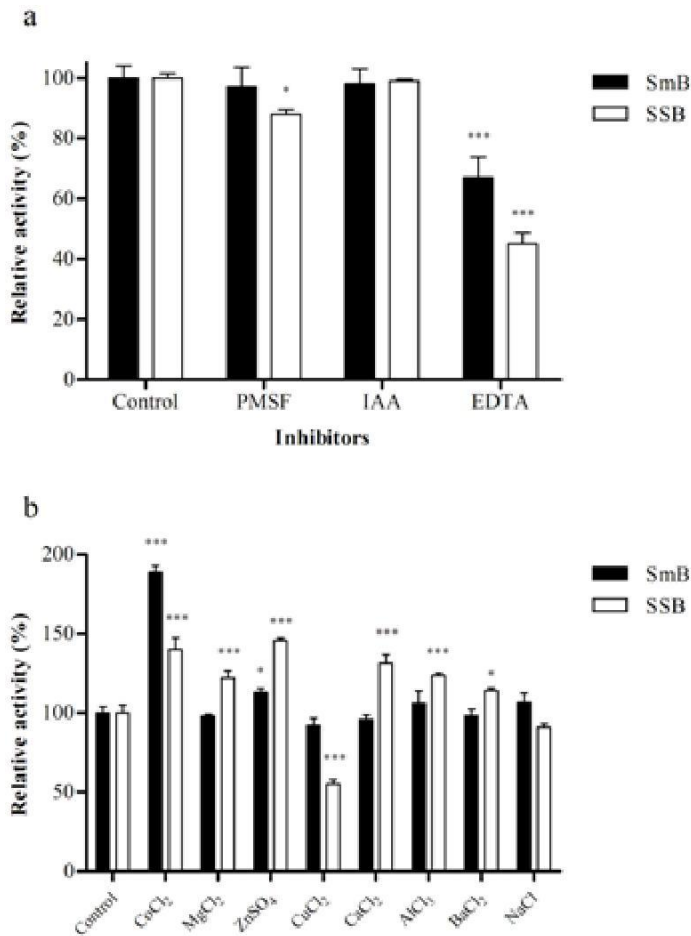 a
Relative activity (%)
100
80
60
40
20
0
*
***
***
SmB
SSB
Control PMSF IAA EDTA
Inhibitors
b
Relative activity (%)
200
150
100
50
0
***
***
***
*
***
***
***
***
*
SmB
SSB
Control CoCl2 MgCl2 ZnSO4 CuCl2 CaCl2 AlCl3 BaCl2 NaCl